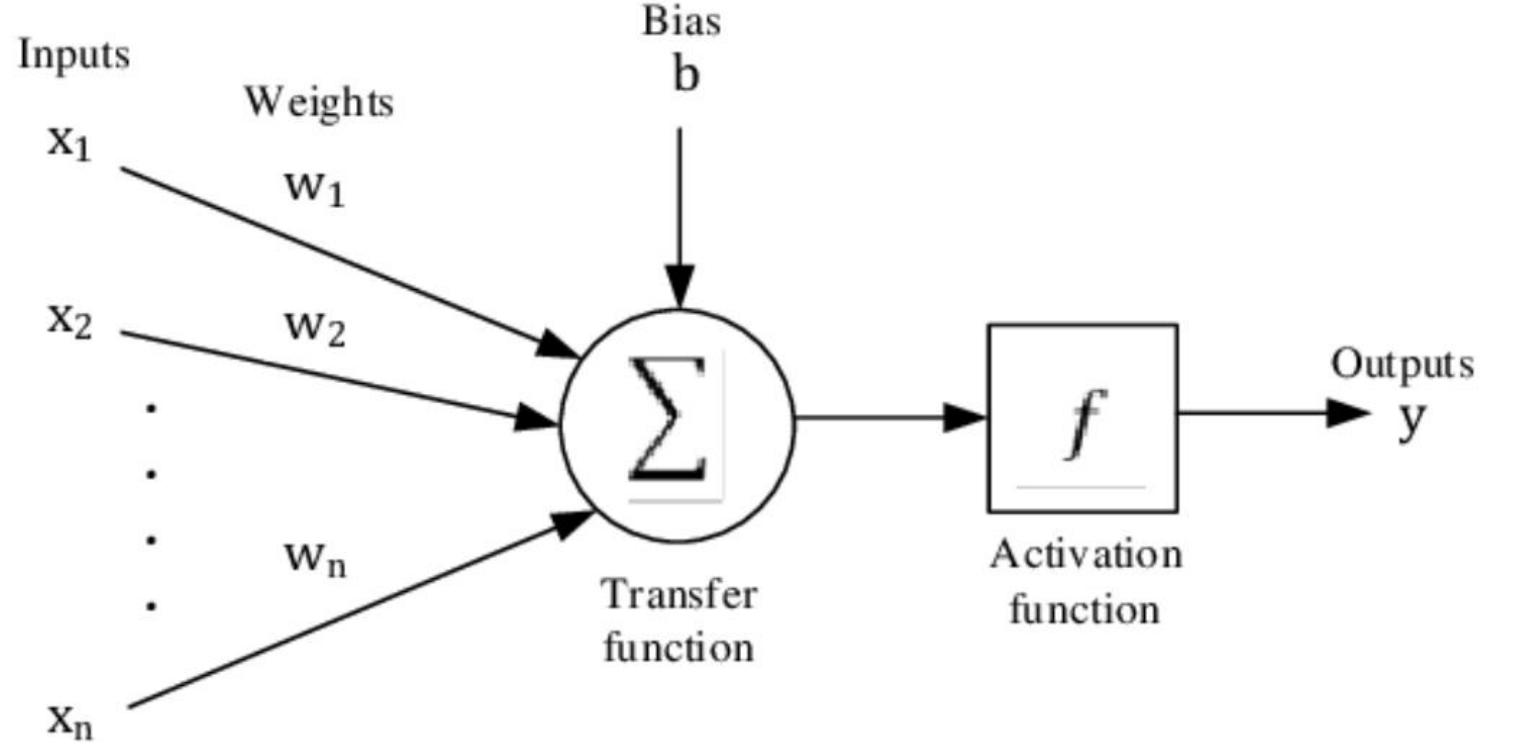 Bias
b
Inputs
Weights
x₁
w₁
x₂
w₂
Σ
f
Outputs
y
wₙ
Activation
function
Transfer
function
xₙ